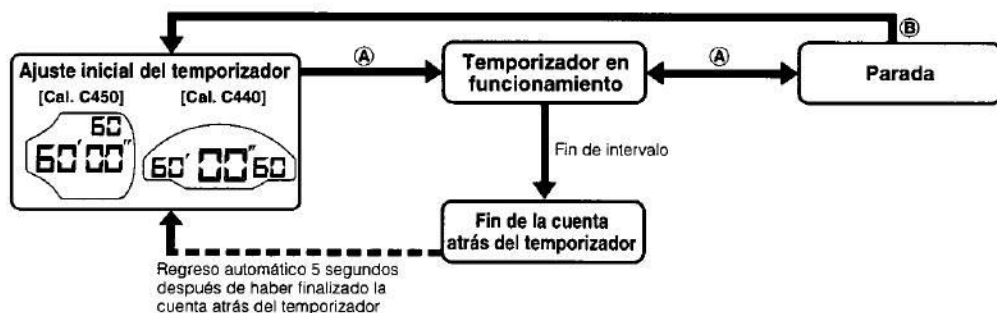 Ⓑ
Ajuste inicial del temporizador
[Cal. C450] [Cal. C440]
60
60' 00"
60' 00" 60
Ⓐ
Temporizador en
funcionamiento
Ⓐ
Parada
Fin de intervalo
Fin de la cuenta
atrás del temporizador
Regreso automático 5 segundos
después de haber finalizado la
cuenta atrás del temporizador